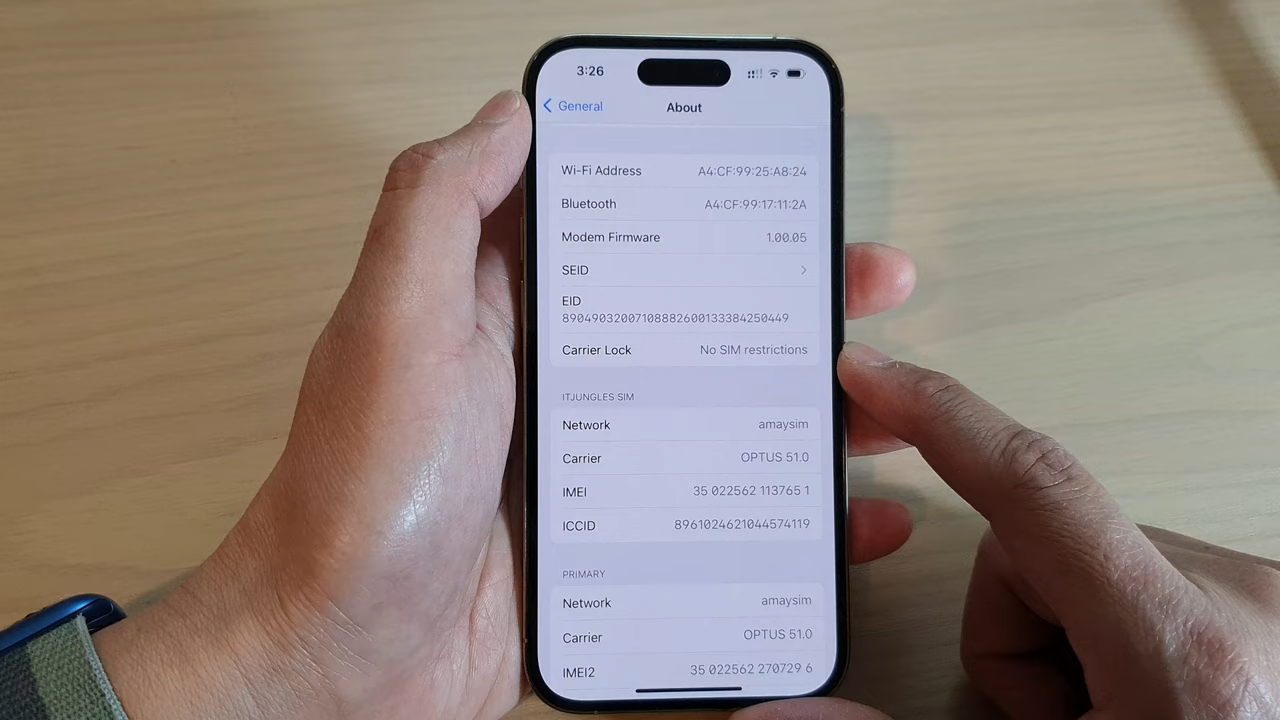 3:26
General
About
Wi-Fi Address A4:CF:99:25:A8:24
Bluetooth A4:CF:99:17:11:2A
Modem Firmware 1.00.05
SEID
EID
89049032007108882600133384250449
Carrier Lock No SIM restrictions
ITJUNGLES SIM
Network amaysim
Carrier OPTUS 51.0
IMEI 35 022562 113765 1
ICCID 8961024621044574119
PRIMARY
Network amaysim
Carrier OPTUS 51.0
IMEI2 35 022562 270729 6